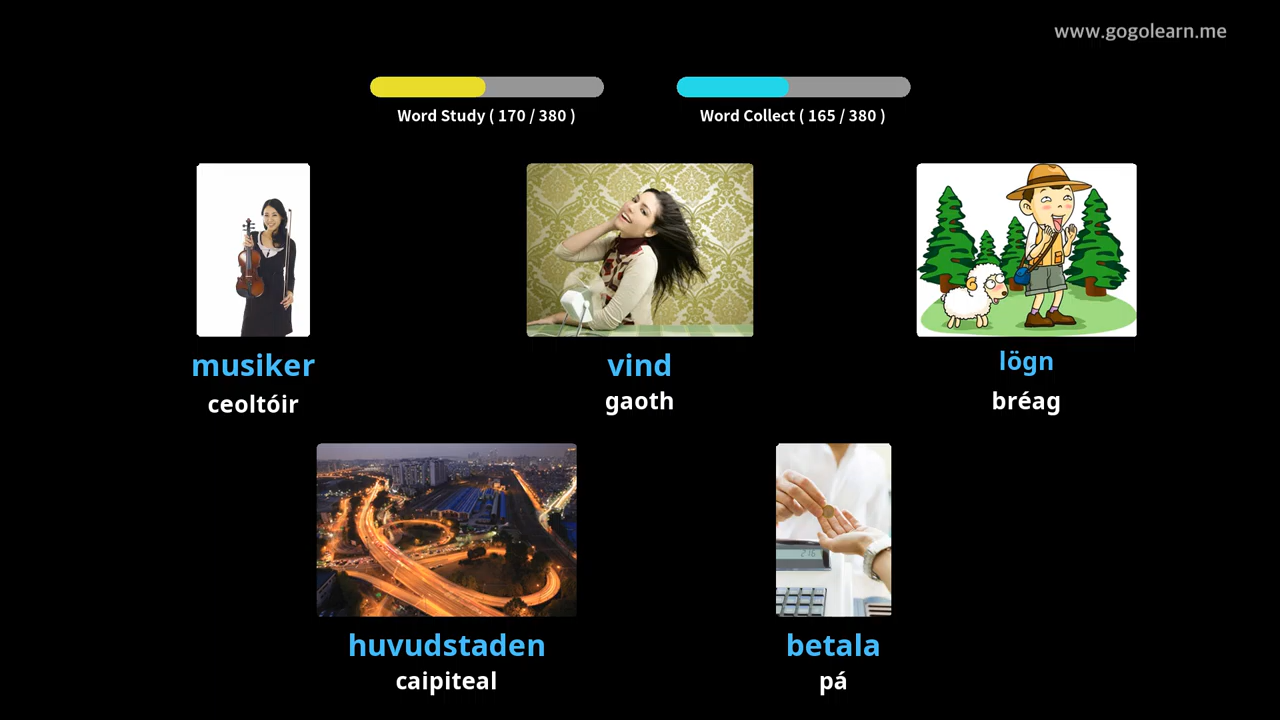 www.gogolearn.me
Word Study ( 170 / 380 )
Word Collect ( 165 / 380 )
musiker
ceoltóir
vind
gaoth
lögn
bréag
huvudstaden
caipiteal
betala
pá